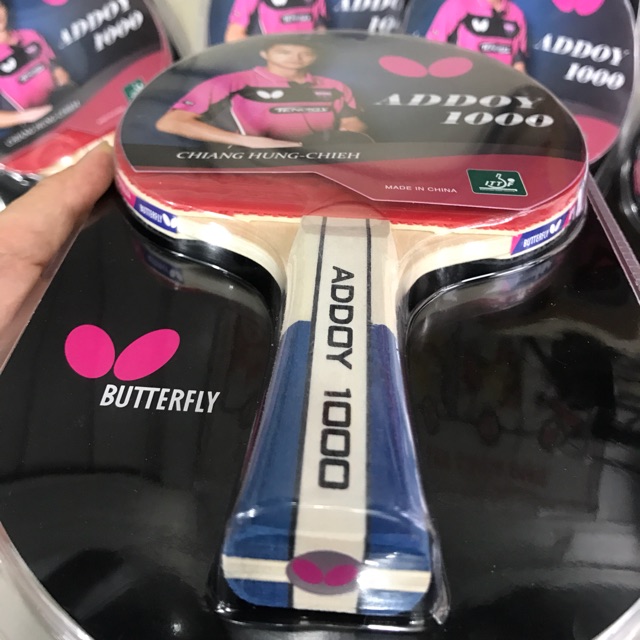 ADDOY
1000
ADDOY
1000
ADDOY
1000
CHIANG HUNG-CHIEH
MADE IN CHINA
ITTF
BUTTERFLY
BUTTERFLY
ADDOY 1000
BUTTERFLY